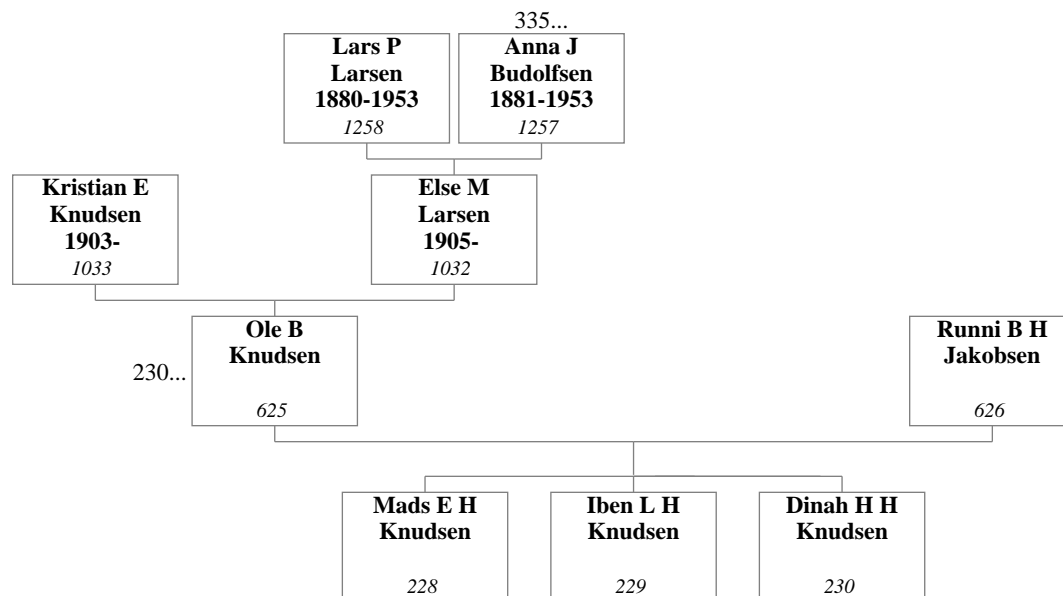 335...
Lars P
Larsen
1880-1953
1258
Anna J
Budolfsen
1881-1953
1257
Kristian E
Knudsen
1903-
1033
Else M
Larsen
1905-
1032
230...
Ole B
Knudsen
625
Runni B H
Jakobsen
626
Mads E H
Knudsen
228
Iben L H
Knudsen
229
Dinah H H
Knudsen
230